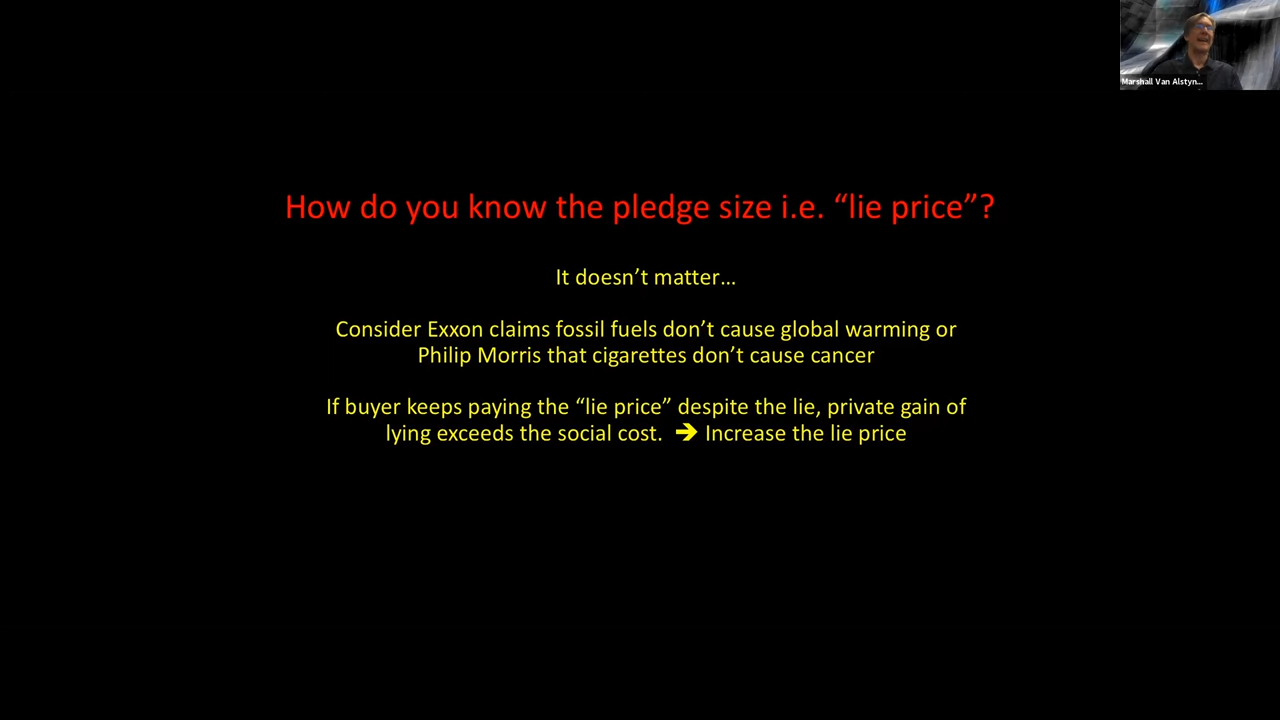 Marshall Van Alstyn...
How do you know the pledge size i.e. “lie price”?
It doesn’t matter…
Consider Exxon claims fossil fuels don’t cause global warming or
Philip Morris that cigarettes don’t cause cancer
If buyer keeps paying the “lie price” despite the lie, private gain of
lying exceeds the social cost. ➔ Increase the lie price